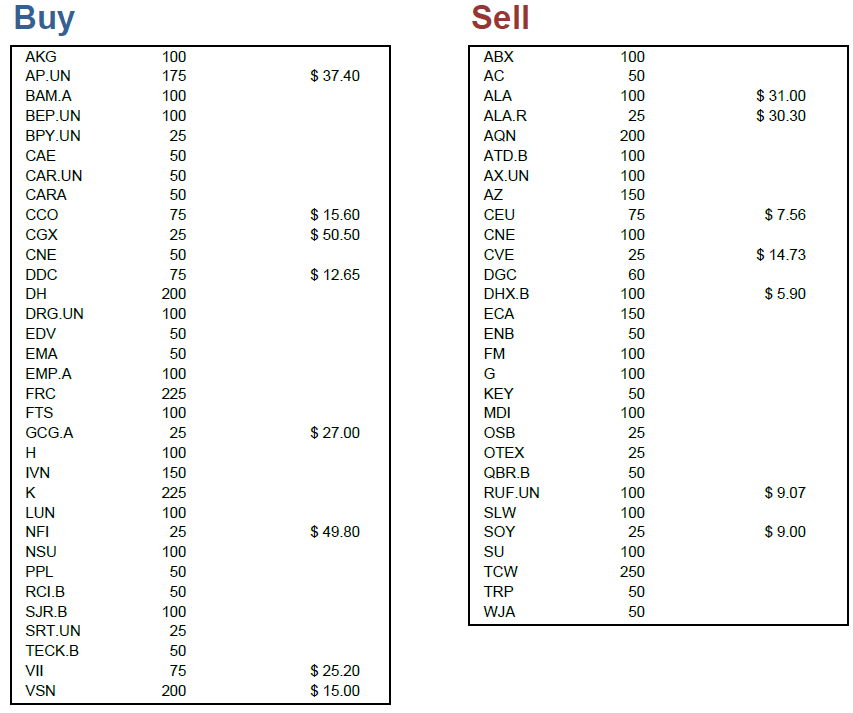 Buy
AKG 100
AP.UN 175 $ 37.40
BAM.A 100
BEP.UN 100
BPY.UN 25
CAE 50
CAR.UN 50
CARA 50
CCO 75 $ 15.60
CGX 25 $ 50.50
CNE 50
DDC 75 $ 12.65
DH 200
DRG.UN 100
EDV 50
EMA 50
EMP.A 100
FRC 225
FTS 100
GCG.A 25 $ 27.00
H 100
IVN 150
K 225
LUN 100
NFI 25 $ 49.80
NSU 100
PPL 50
RCI.B 50
SJR.B 100
SRT.UN 25
TECK.B 50
VII 75 $ 25.20
VSN 200 $ 15.00
Sell
ABX 100
AC 50
ALA 100 $ 31.00
ALA.R 25 $ 30.30
AQN 200
ATD.B 100
AX.UN 100
AZ 150
CEU 75 $ 7.56
CNE 100
CVE 25 $ 14.73
DGC 60
DHX.B 100 $ 5.90
ECA 150
ENB 50
FM 100
G 100
KEY 50
MDI 100
OSB 25
OTEX 25
QBR.B 50
RUF.UN 100 $ 9.07
SLW 100
SOY 25 $ 9.00
SU 100
TCW 250
TRP 50
WJA 50